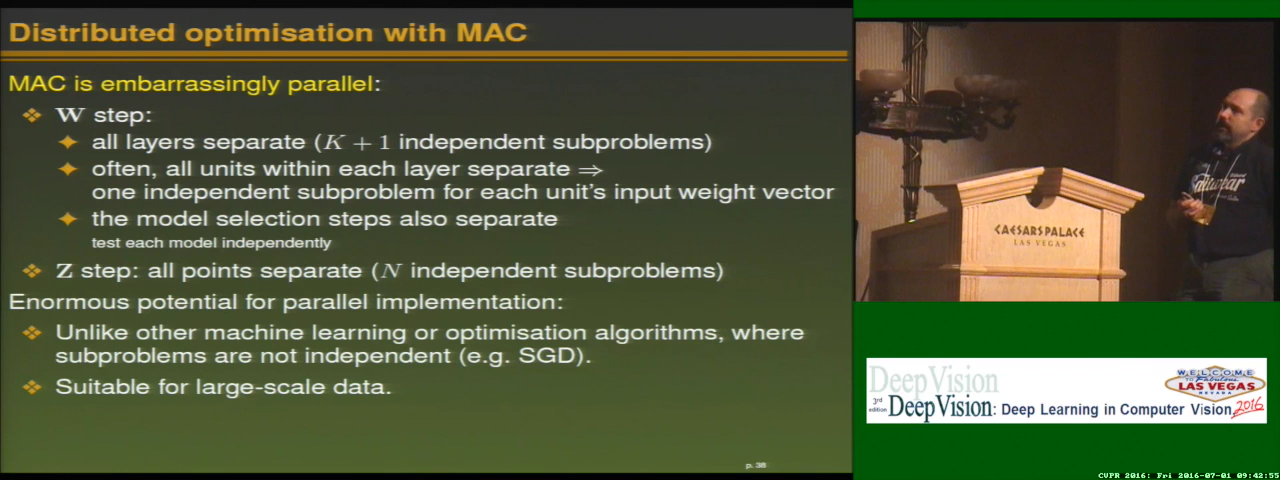 Distributed optimisation with MAC
MAC is embarrassingly parallel:
W step:
all layers separate (K + 1 independent subproblems)
often, all units within each layer separate ⇒
one independent subproblem for each unit's input weight vector
the model selection steps also separate
test each model independently
Z step: all points separate (N independent subproblems)
Enormous potential for parallel implementation:
Unlike other machine learning or optimisation algorithms, where
subproblems are not independent (e.g. SGD).
Suitable for large-scale data.
p. 38
CAESARS PALACE
LAS VEGAS
DeepVision
WELCOME
TO Fabulous
LAS VEGAS
NEVADA
2016
3rd
edition
DeepVision: Deep Learning in Computer Vision
CVPR 2016: Fri 2016-07-01 09:42:55